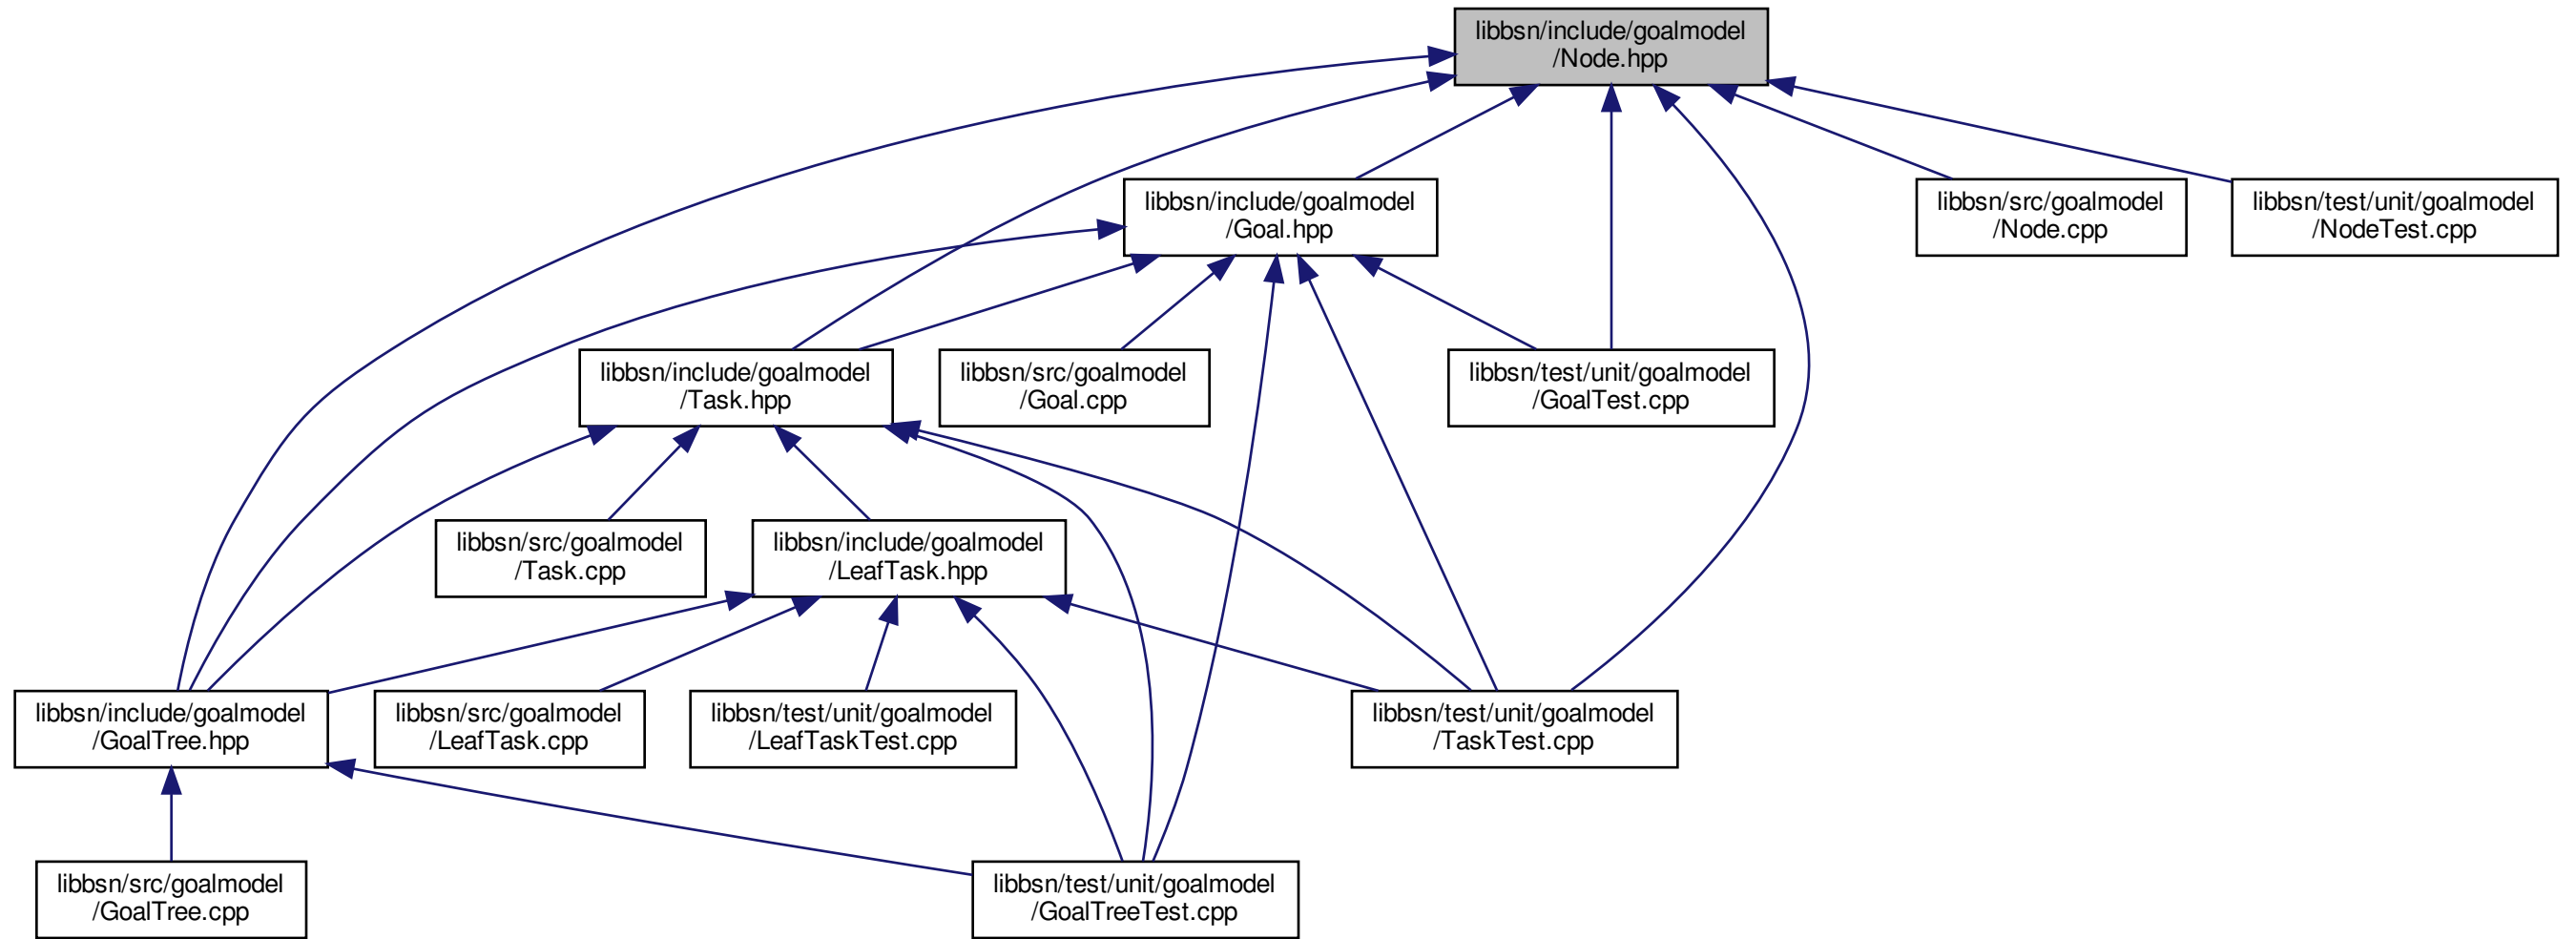 libbsn/include/goalmodel
/Node.hpp
libbsn/include/goalmodel
/Goal.hpp
libbsn/src/goalmodel
/Node.cpp
libbsn/test/unit/goalmodel
/NodeTest.cpp
libbsn/include/goalmodel
/Task.hpp
libbsn/src/goalmodel
/Goal.cpp
libbsn/test/unit/goalmodel
/GoalTest.cpp
libbsn/src/goalmodel
/Task.cpp
libbsn/include/goalmodel
/LeafTask.hpp
libbsn/include/goalmodel
/GoalTree.hpp
libbsn/src/goalmodel
/LeafTask.cpp
libbsn/test/unit/goalmodel
/LeafTaskTest.cpp
libbsn/test/unit/goalmodel
/TaskTest.cpp
libbsn/src/goalmodel
/GoalTree.cpp
libbsn/test/unit/goalmodel
/GoalTreeTest.cpp